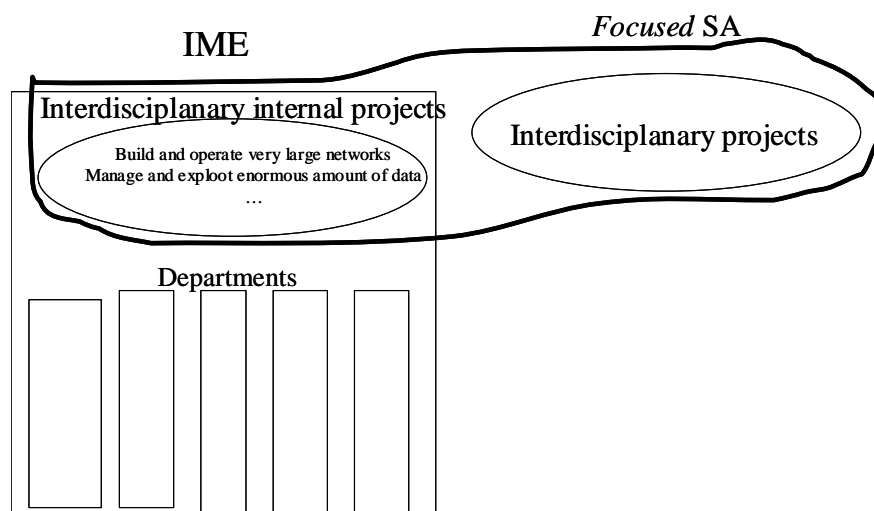 IME
Focused SA
Interdisciplanary internal projects
Build and operate very large networks
Manage and exploot enormous amount of data
...
Interdisciplanary projects
Departments